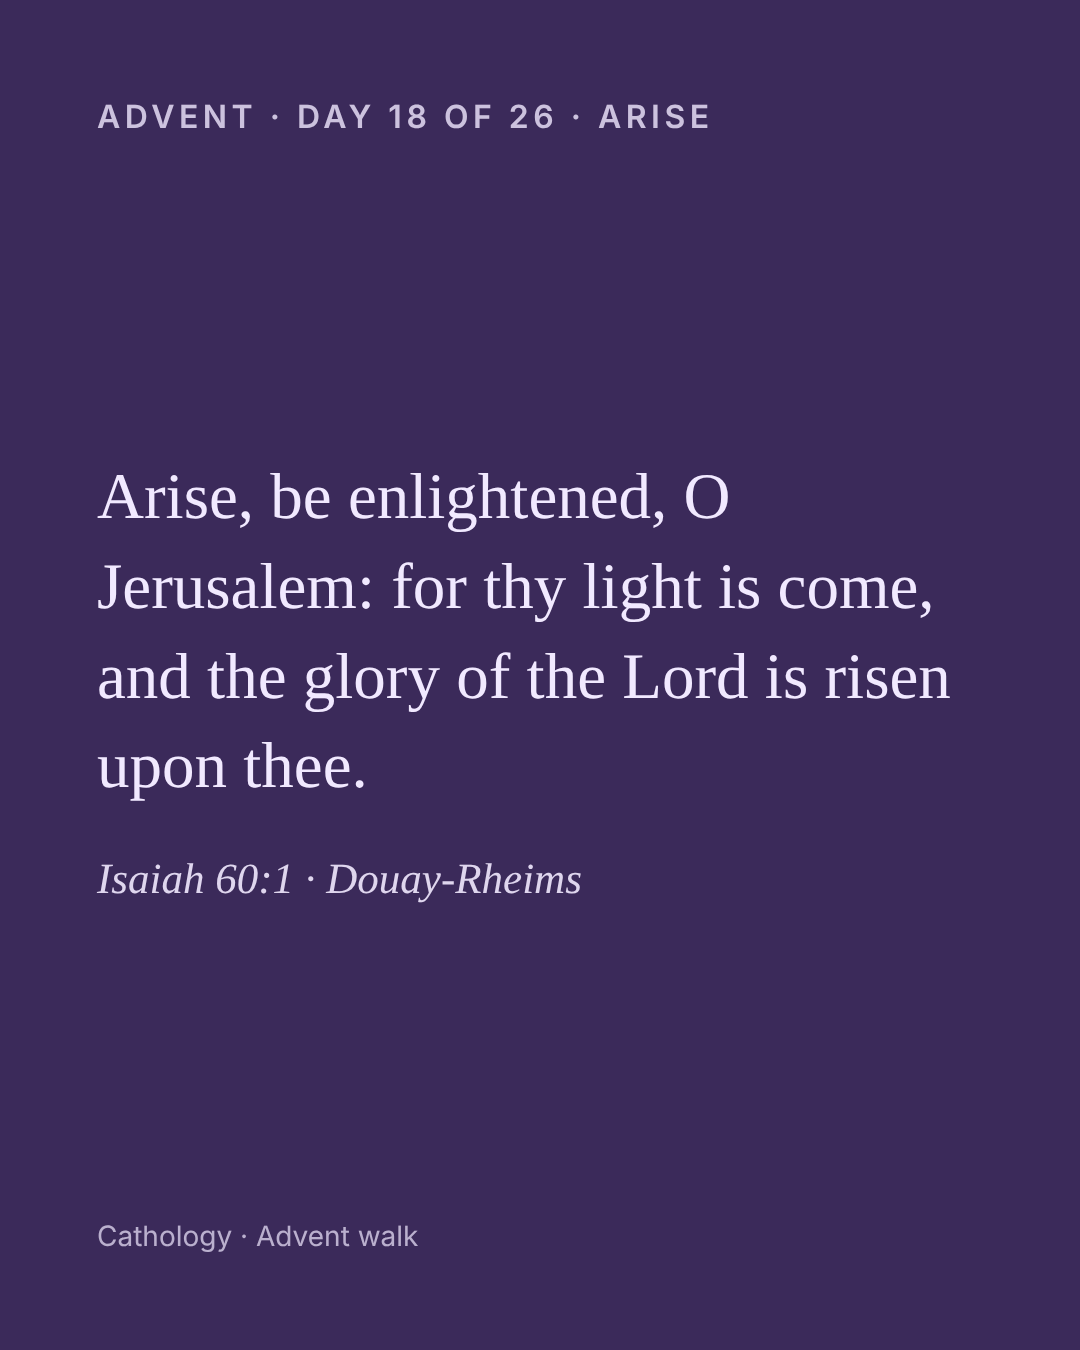 ADVENT · DAY 18 OF 26 · ARISE
Arise, be enlightened, O
Jerusalem: for thy light is come,
and the glory of the Lord is risen
upon thee.
Isaiah 60:1 · Douay-Rheims
Cathology · Advent walk